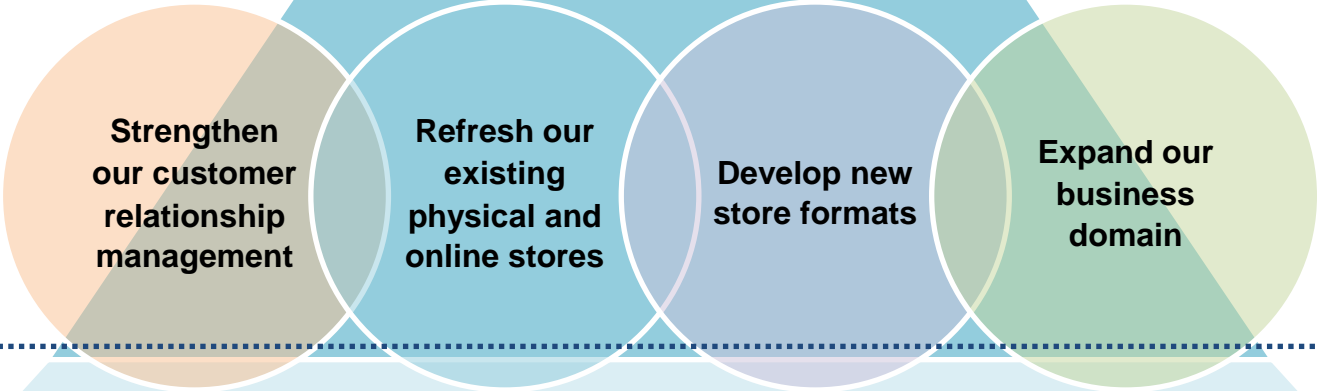 Strengthen
our customer
relationship
management
Refresh our
existing
physical and
online stores
Develop new
store formats
Expand our
business
domain